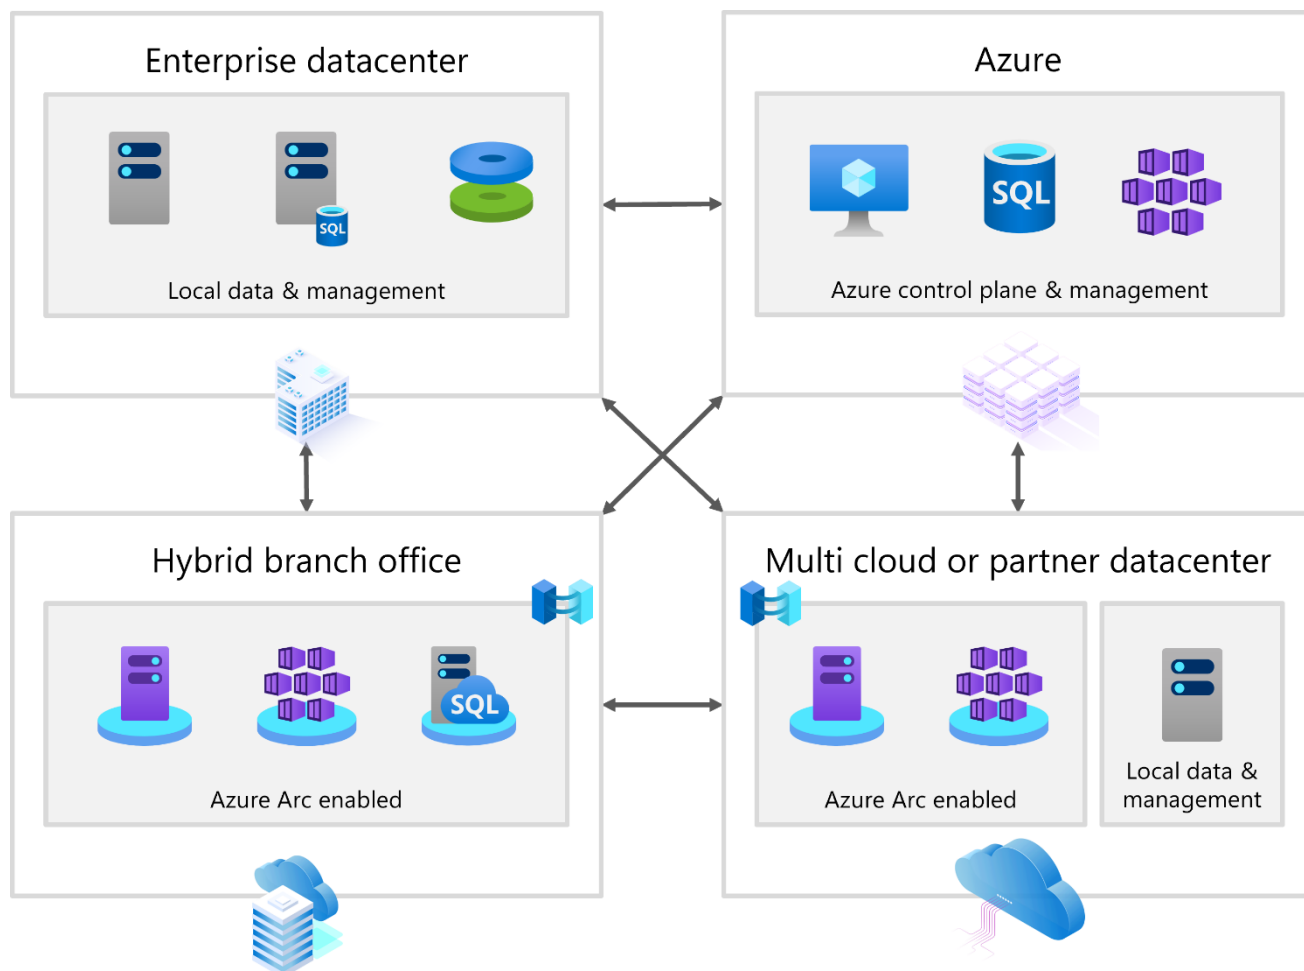 Enterprise datacenter
SQL
Local data & management
Azure
SQL
Azure control plane & management
Hybrid branch office
SQL
Azure Arc enabled
Multi cloud or partner datacenter
Azure Arc enabled
Local data &
management